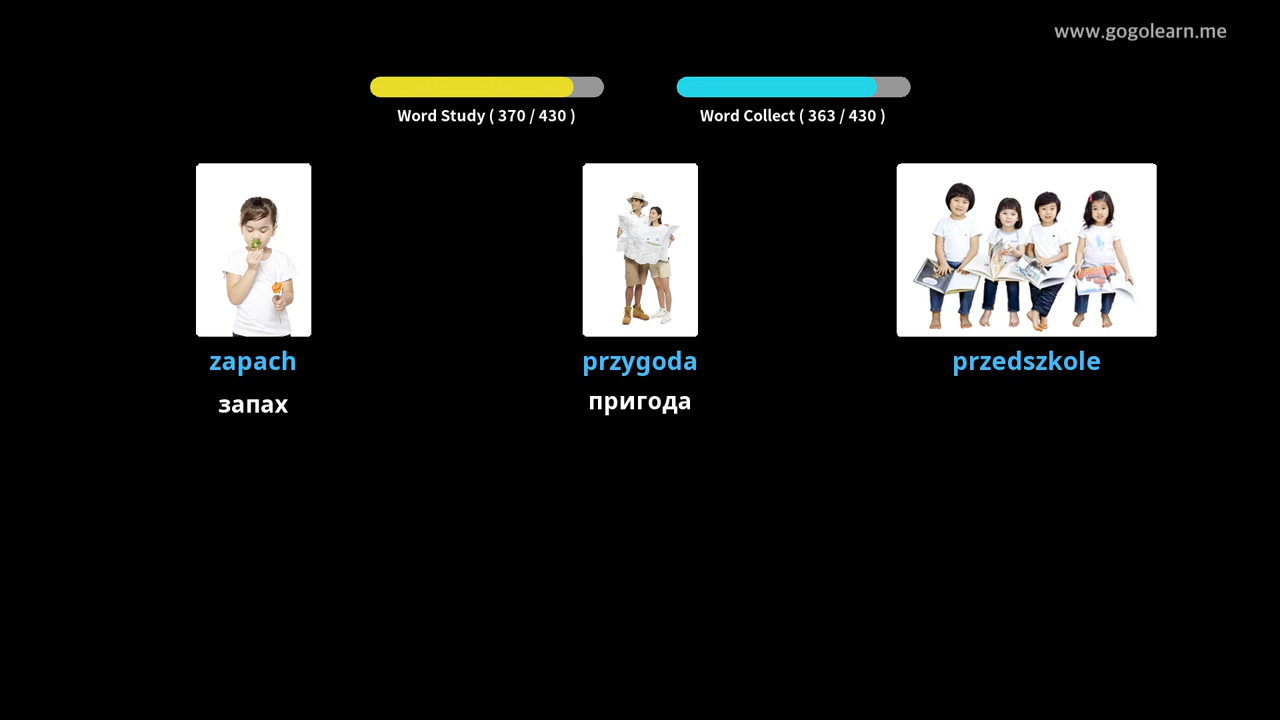 www.gogolearn.me
Word Study ( 370 / 430 )
Word Collect ( 363 / 430 )
zapach
przygoda
przedszkole
запах
пригода